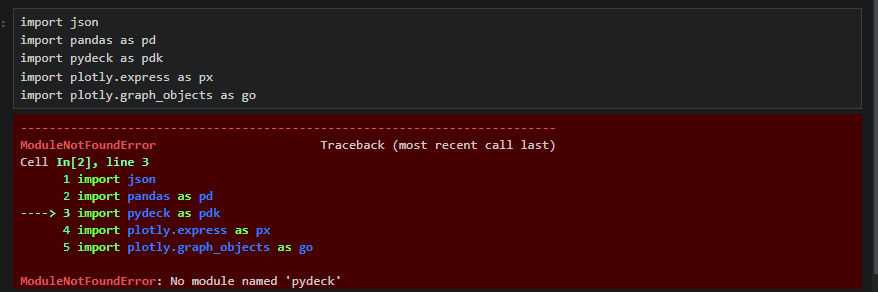 :
import json
import pandas as pd
import pydeck as pdk
import plotly.express as px
import plotly.graph_objects as go
---------------------------------------------------------------------------
ModuleNotFoundError                       Traceback (most recent call last)
Cell In[2], line 3
      1 import json
      2 import pandas as pd
----> 3 import pydeck as pdk
      4 import plotly.express as px
      5 import plotly.graph_objects as go
ModuleNotFoundError: No module named 'pydeck'